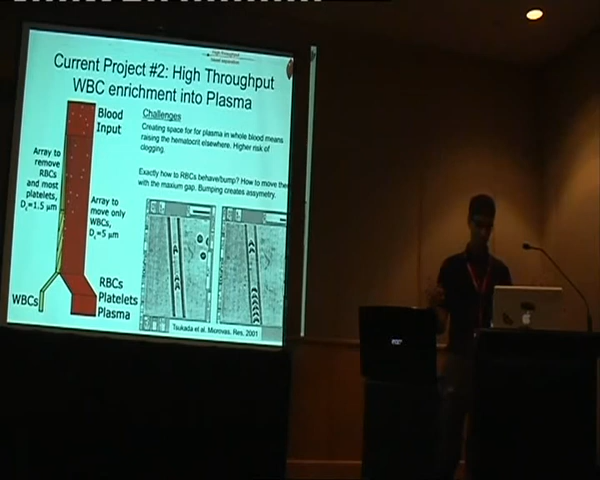 High Throughput
Current Project #2: High Throughput
WBC enrichment into Plasma
Blood
Input
Challenges
Creating space for for plasma in whole blood means
raising the hematocrit elsewhere. Higher risk of
clogging.
Exactly how to RBCs behave/bump? How to move the
with the maxium gap. Bumping creates assymetry.
Array to
remove
RBCs
and most
platelets,
Dc=1.5 μm
Array to
move only
WBCs,
Dc=5 μm
WBCs
RBCs
Platelets
Plasma
Tsukada et al. Microvas. Res. 2001